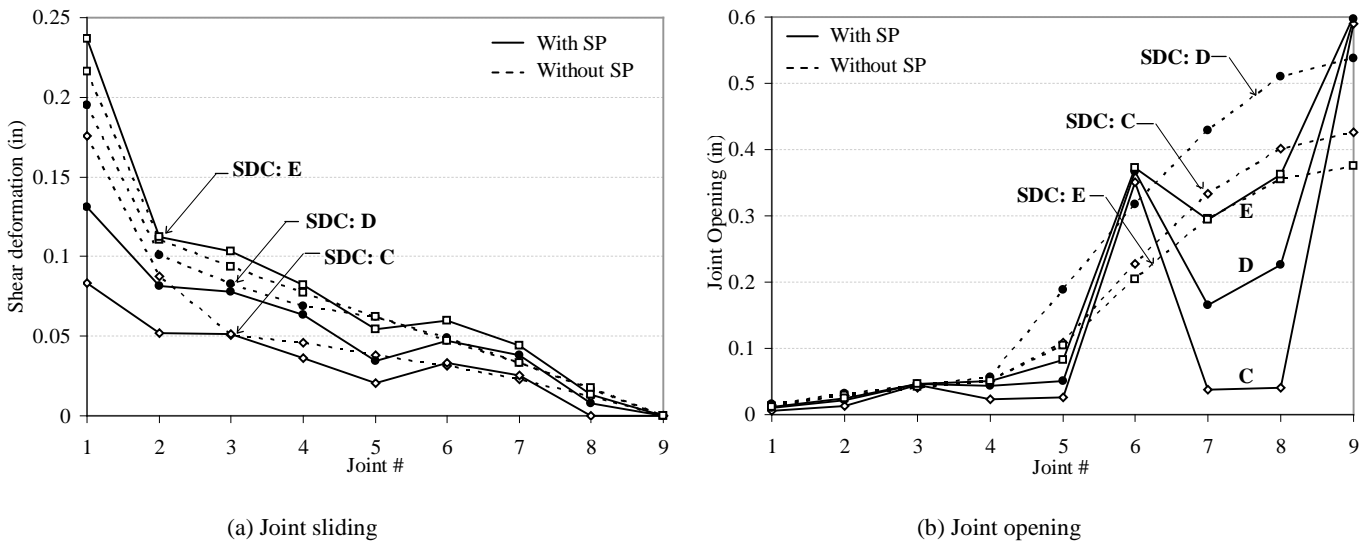 0.25
0.2
0.15
0.1
0.05
0
Shear deformation (in)
With SP
Without SP
SDC: E
SDC: D
SDC: C
1 2 3 4 5 6 7 8 9
Joint #
(a) Joint sliding
0.6
0.5
0.4
0.3
0.2
0.1
0
Joint Opening (in)
With SP
Without SP
SDC: D
SDC: C
SDC: E
E
D
C
1 2 3 4 5 6 7 8 9
Joint #
(b) Joint opening